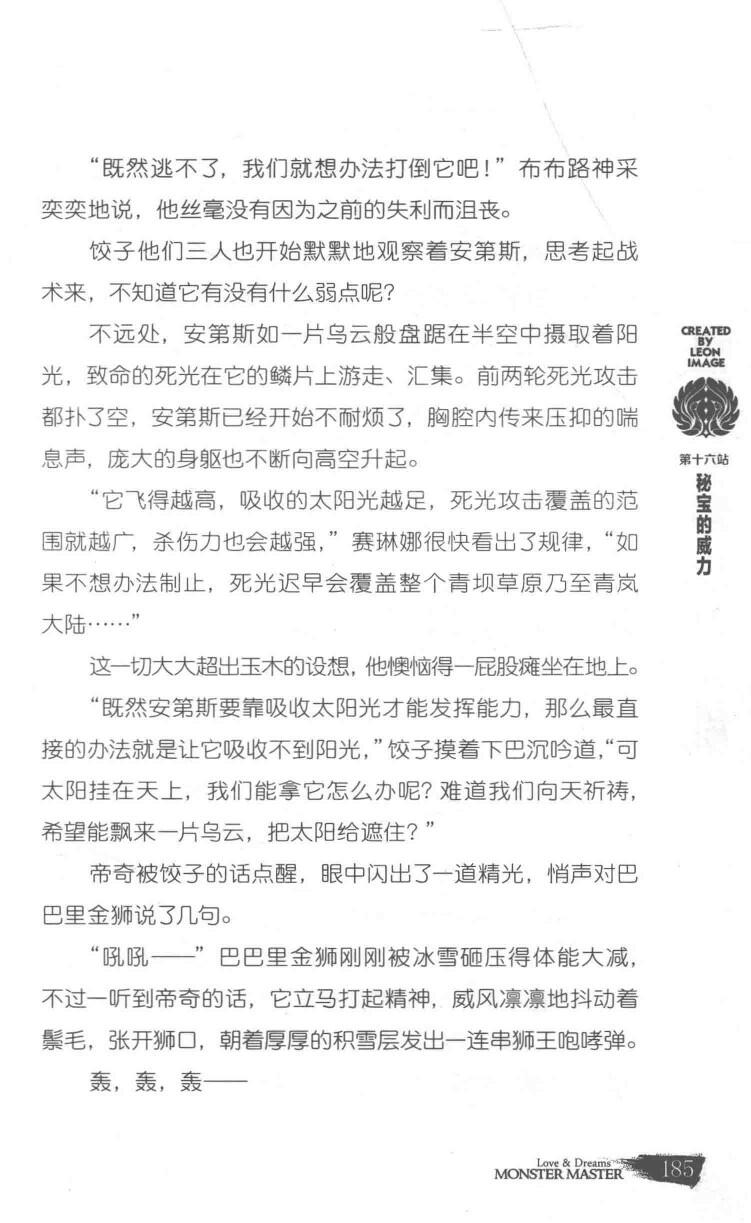 “既然逃不了，我们就想办法打倒它吧！”布布路神采
奕奕地说，他丝毫没有因为之前的失利而沮丧。
饺子他们三人也开始默默地观察着安第斯，思考起战
术来，不知道它有没有什么弱点呢？
不远处，安第斯如一片乌云般盘踞在半空中摄取着阳
光，致命的死光在它的鳞片上游走、汇集。前两轮死光攻击
都扑了空，安第斯已经开始不耐烦了，胸腔内传来压抑的喘
息声，庞大的身躯也不断向高空升起。
“它飞得越高，吸收的太阳光越足，死光攻击覆盖的范
围就越广，杀伤力也会越强，”赛琳娜很快看出了规律，“如
果不想办法制止，死光迟早会覆盖整个青坝草原乃至青岚
大陆……”
这一切大大超出玉木的设想，他懊恼得一屁股瘫坐在地上。
“既然安第斯要靠吸收太阳光才能发挥能力，那么最直
接的办法就是让它吸收不到阳光，”饺子摸着下巴沉吟道，“可
太阳挂在天上，我们能拿它怎么办呢？难道我们向天祈祷，
希望能飘来一片乌云，把太阳给遮住？”
帝奇被饺子的话点醒，眼中闪出了一道精光，悄声对巴
巴里金狮说了几句。
“吼吼——”巴巴里金狮刚刚被冰雪砸压得体能大减，
不过一听到帝奇的话，它立马打起精神，威风凛凛地抖动着
鬃毛，张开狮口，朝着厚厚的积雪层发出一连串狮王咆哮弹。
轰，轰，轰——
CREATED
BY
LEON
IMAGE
第十六站
秘宝的威力
Love & Dreams
MONSTER MASTER
185